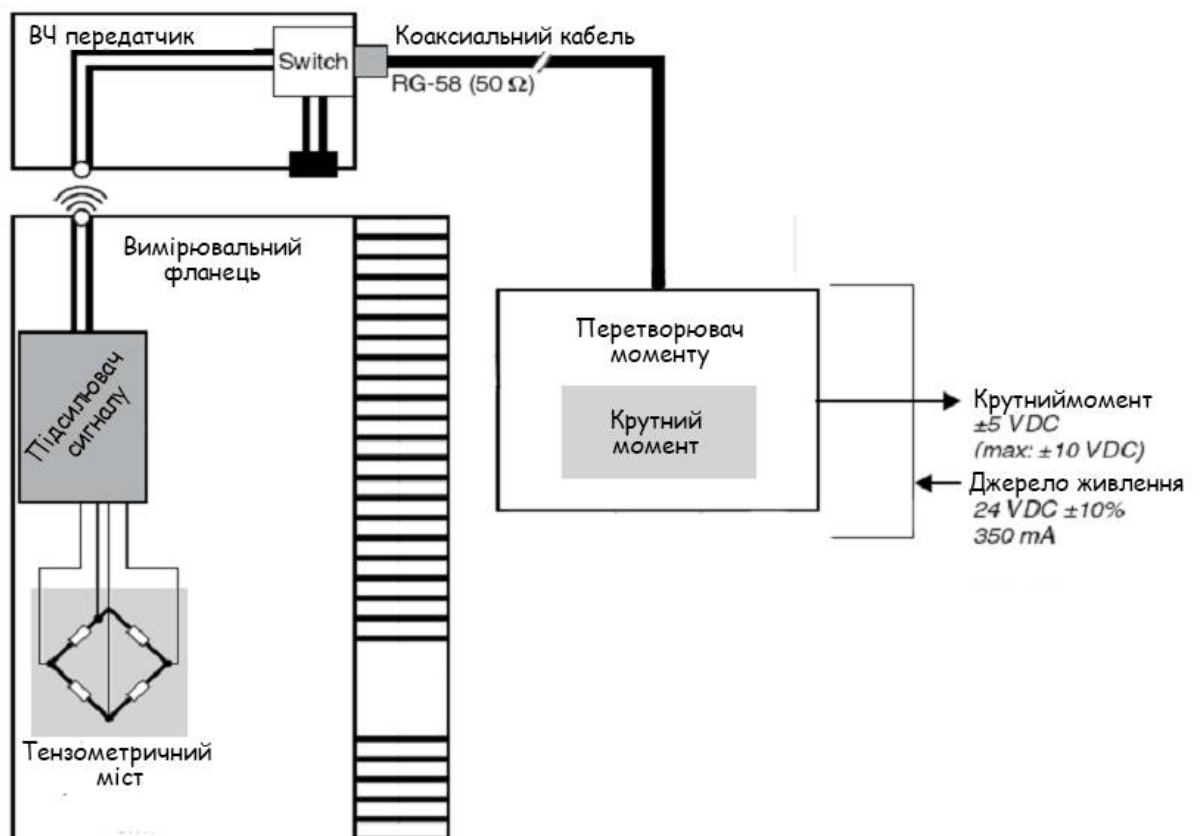 ВЧ передатчик
Switch
Коаксиальний кабель
RG-58 (50 Ω)
Вимірювальний
фланець
Підсилювач
сигналу
Тензометричний
міст
Перетворювач
моменту
Крутний
момент
Крутниймомент
±5 VDC
(max: ±10 VDC)
Джерело живлення
24 VDC ±10%
350 mA